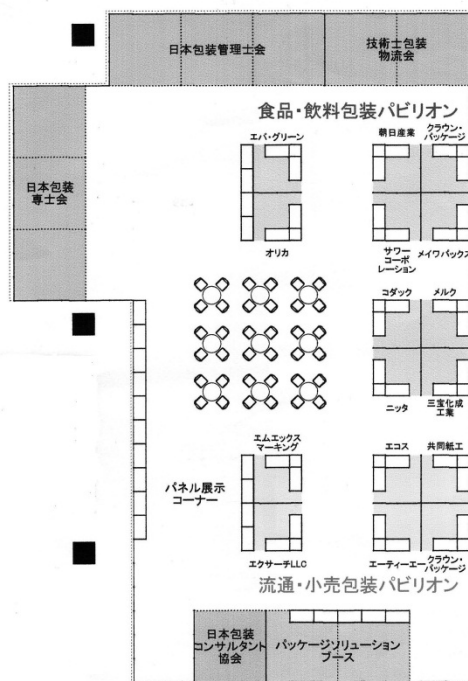 日本包装管理士会
技術士包装
物流会
食品・飲料包装パビリオン
エバ・グリーン
朝日産業
クラウン・
パッケージ
日本包装
専士会
オリカ
サワー
コーポ
レーション
メイワパックス
コダック
メルク
ニッタ
三宝化成
工業
エムエックス
マーキング
エコス
共同紙工
パネル展示
コーナー
エクサーチLLC
エーティーエー
クラウン・
パッケージ
流通・小売包装パビリオン
日本包装
コンサルタント
協会
パッケージソリューション
ブース